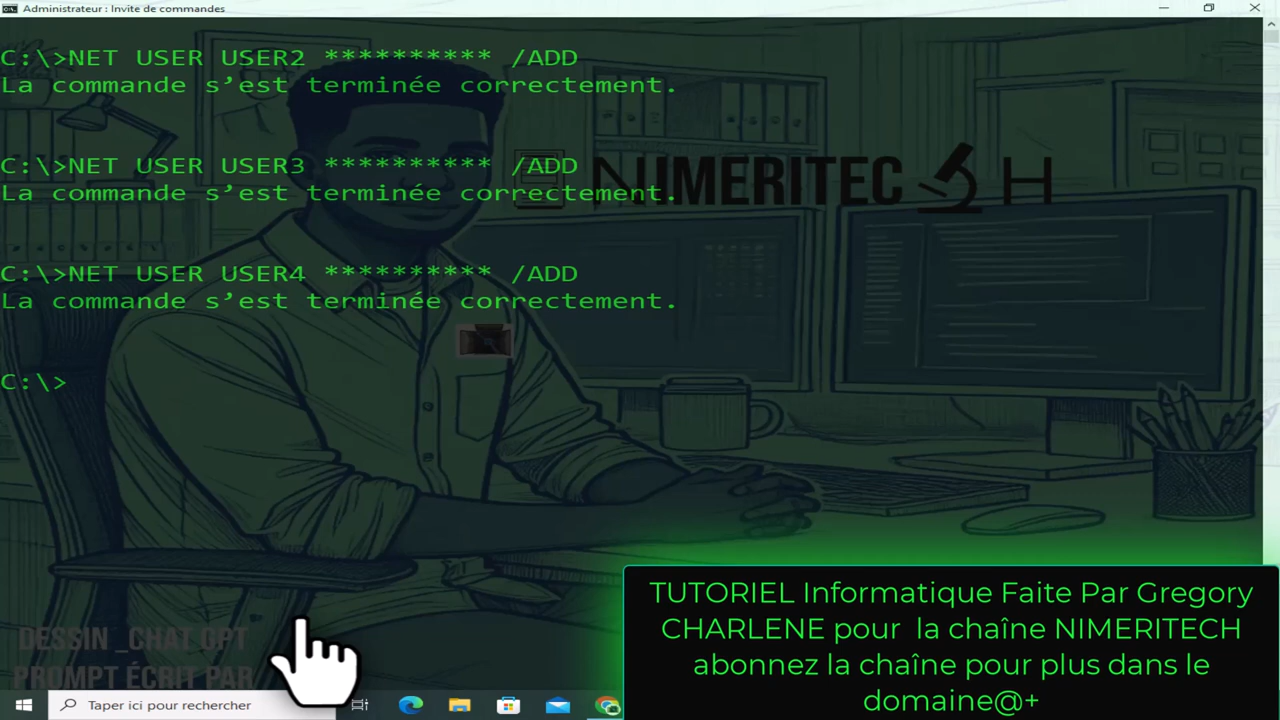 Administrateur : Invite de commandes
C:\>NET USER USER2 ********** /ADD
La commande s’est terminée correctement.
C:\>NET USER USER3 ********** /ADD
NIMERITEC H
La commande s’est terminée correctement.
C:\>NET USER USER4 ********** /ADD
La commande s’est terminée correctement.
C:\>
DESSIN _CHAT GPT
PROMPT ÉCRIT PAR
Taper ici pour rechercher
TUTORIEL Informatique Faite Par Gregory
CHARLENE pour la chaîne NIMERITECH
abonnez la chaîne pour plus dans le
domaine@+